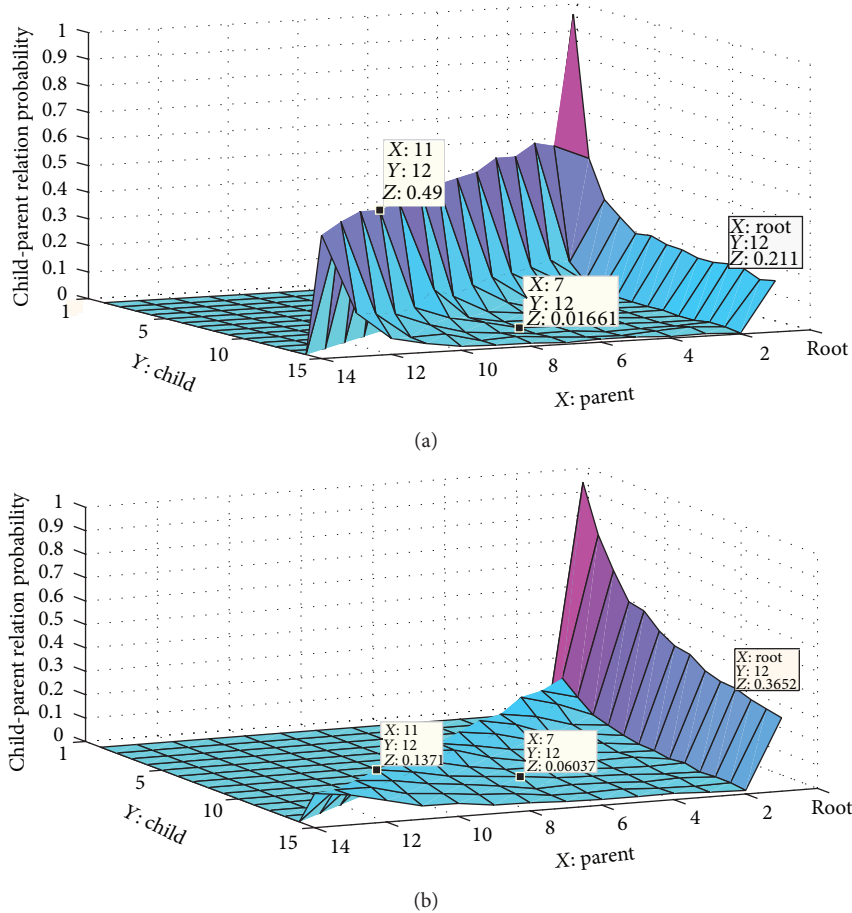 Child-parent relation probability
1
0.9
0.8
0.7
0.6
0.5
0.4
0.3
0.2
0.1
0
X: 11
Y: 12
Z: 0.49
X: root
Y:12
Z: 0.211
X: 7
Y: 12
Z: 0.01661
1
5
10
15
Y: child
14
12
10
8
6
4
2
Root
X: parent
(a)
Child-parent relation probability
1
0.9
0.8
0.7
0.6
0.5
0.4
0.3
0.2
0.1
0
X: root
Y: 12
Z: 0.3652
X: 11
Y: 12
Z: 0.1371
X: 7
Y: 12
Z: 0.06037
1
5
10
15
Y: child
14
12
10
8
6
4
2
Root
X: parent
(b)